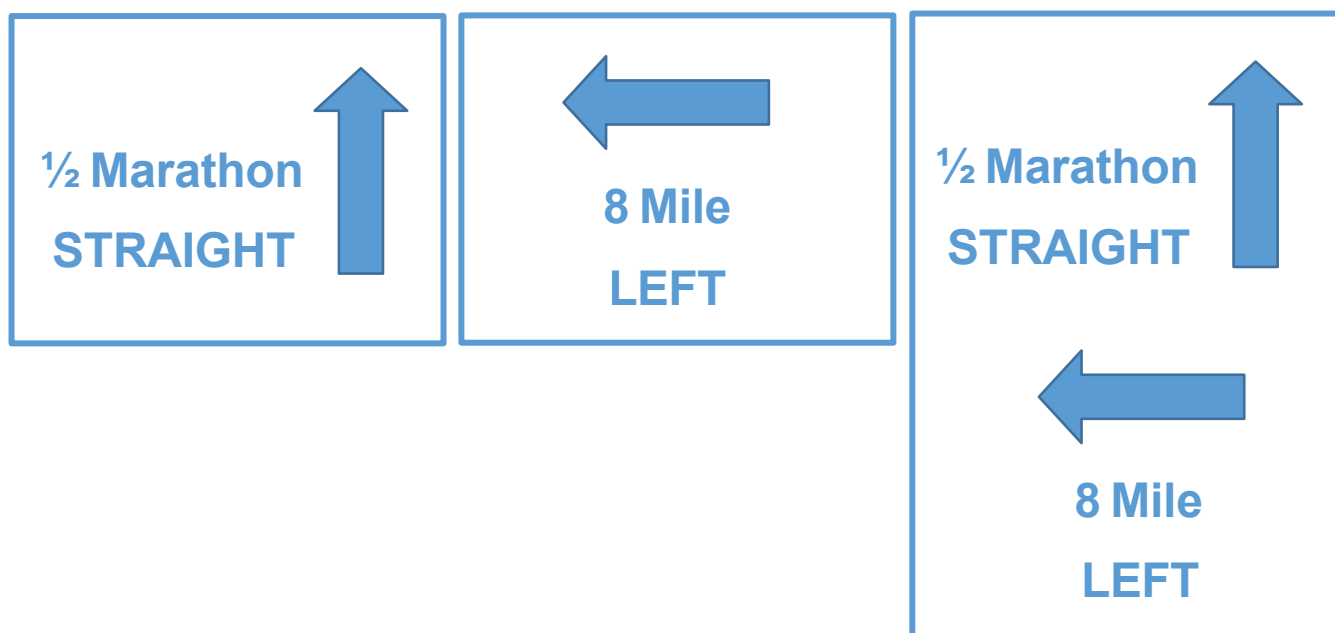 ½ Marathon
STRAIGHT
8 Mile
LEFT
½ Marathon
STRAIGHT
8 Mile
LEFT